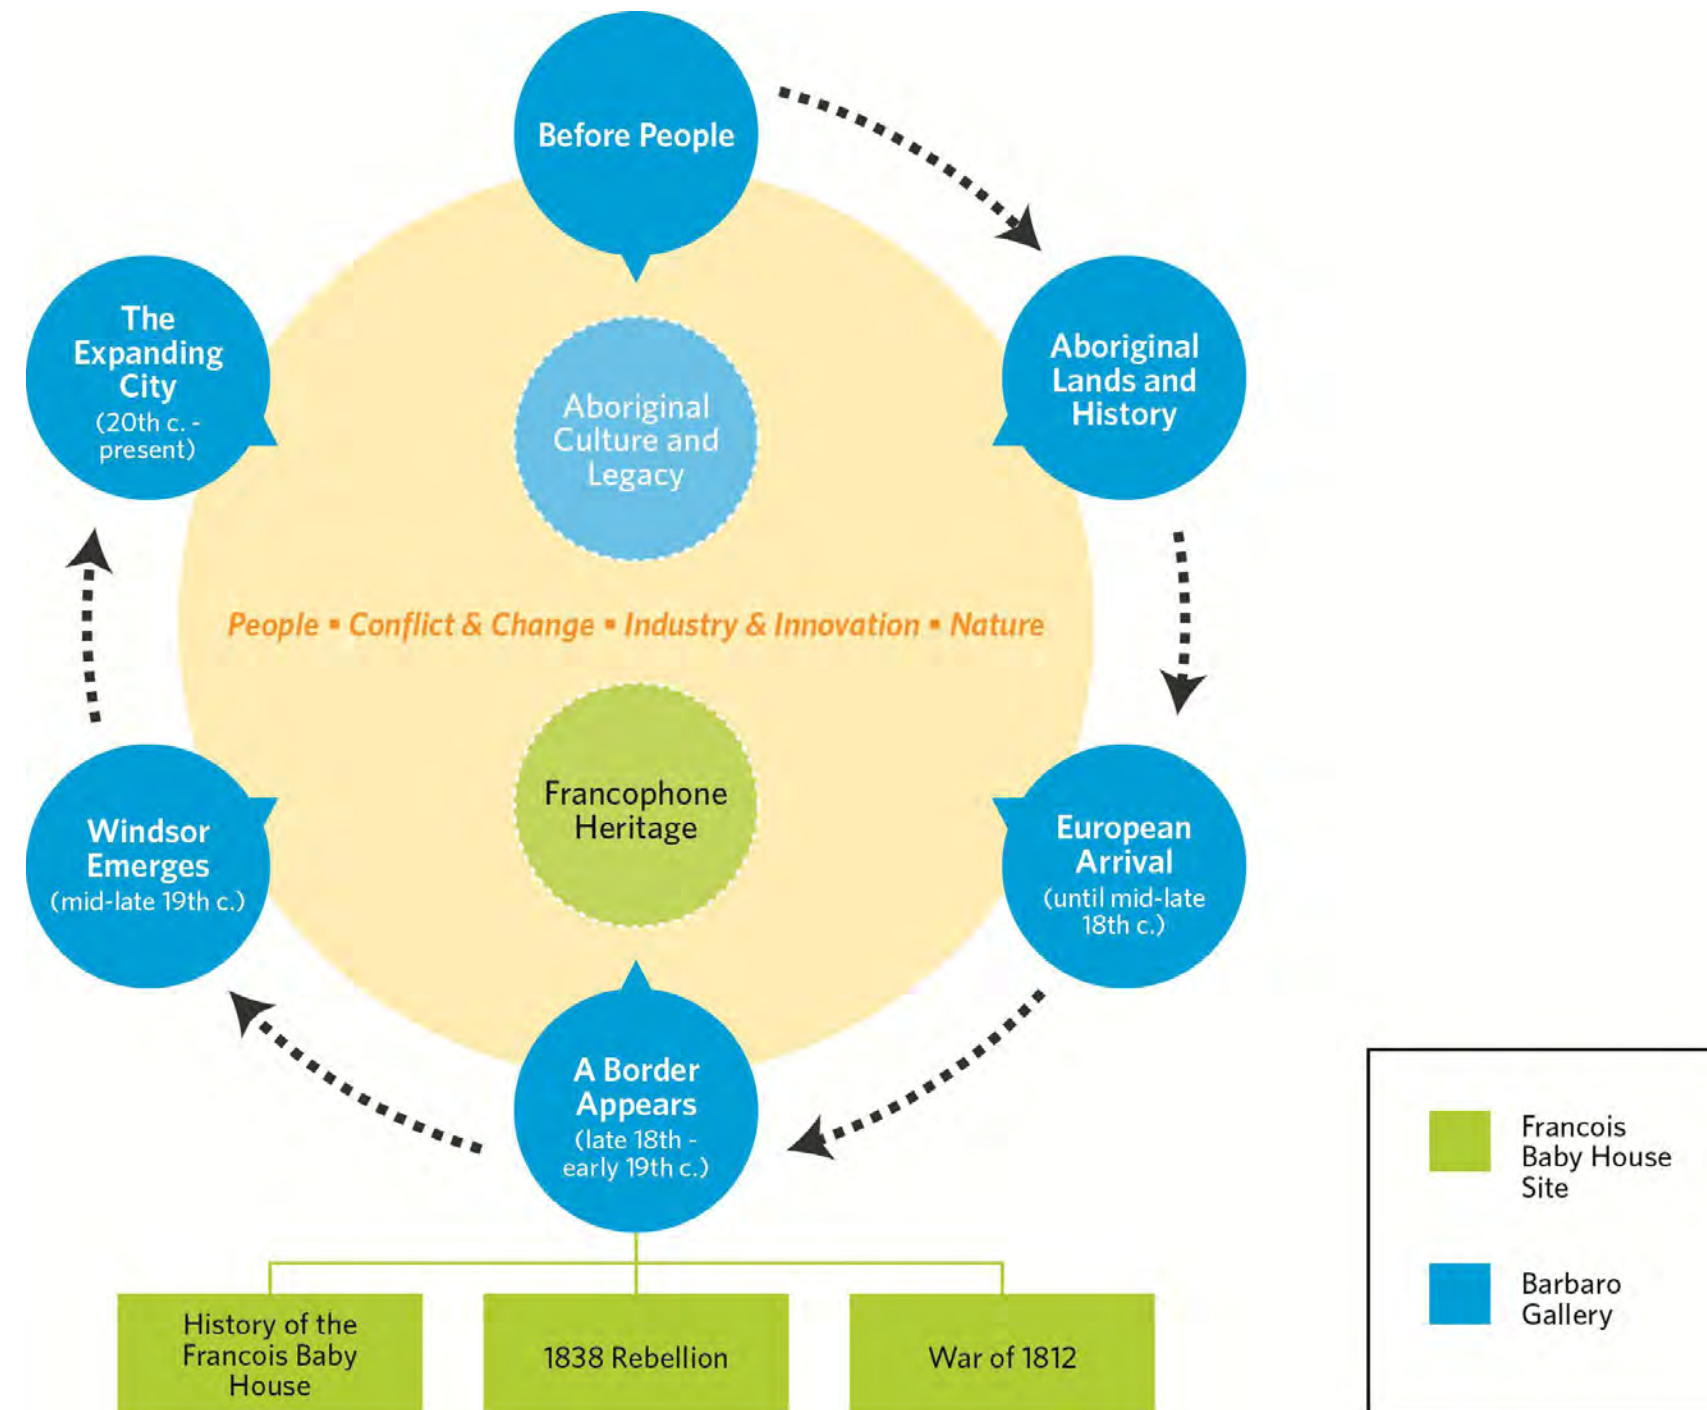 Before People
Aboriginal
Lands and
History
European
Arrival
(until mid-late
18th c.)
A Border
Appears
(late 18th -
early 19th c.)
Windsor
Emerges
(mid-late 19th c.)
The
Expanding
City
(20th c. -
present)
Aboriginal
Culture and
Legacy
People ▪ Conflict & Change ▪ Industry & Innovation ▪ Nature
Francophone
Heritage
History of the
Francois Baby
House
1838 Rebellion
War of 1812
Francois
Baby House
Site
Barbaro
Gallery